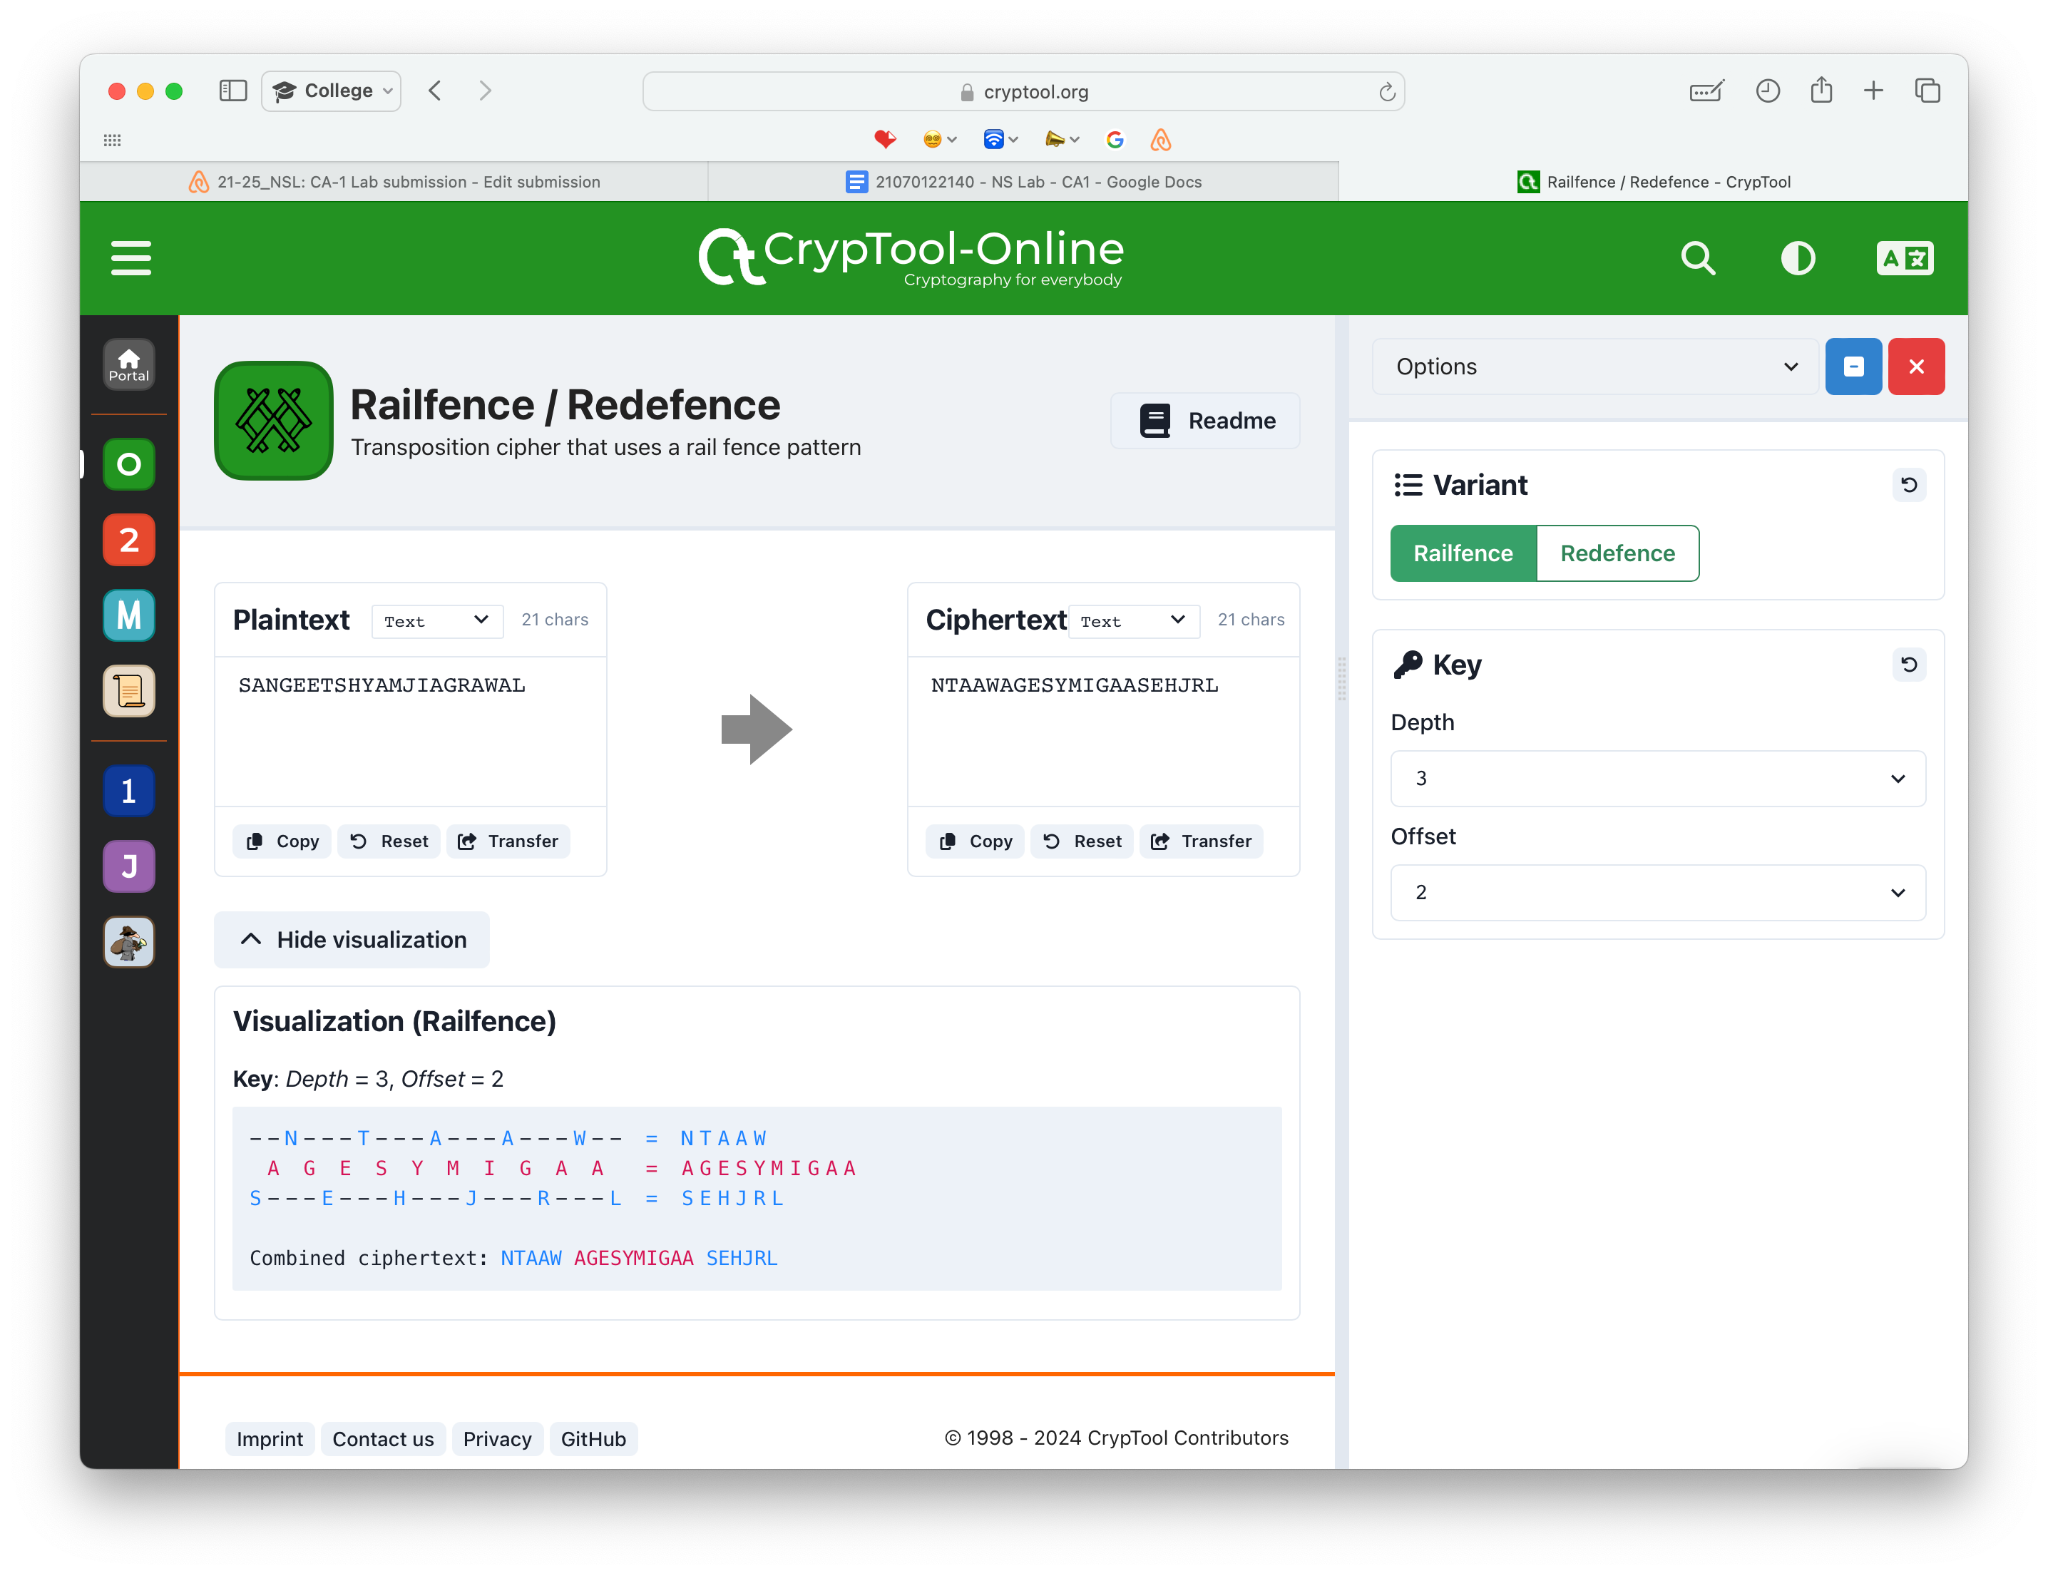 College
cryptool.org
21-25_NSL: CA-1 Lab submission - Edit submission
21070122140 - NS Lab - CA1 - Google Docs
Railfence / Redefence - CrypTool
CrypTool-Online
Cryptography for everybody
Portal
O
2
M
1
J
Railfence / Redefence
Transposition cipher that uses a rail fence pattern
Readme
Options
Variant
Railfence
Redefence
Key
Depth
3
Offset
2
Plaintext
Text
21 chars
SANGEETSHYAMJIAGRAWAL
Copy
Reset
Transfer
Ciphertext
Text
21 chars
NTAAWAGESYMIGAASEHJRL
Copy
Reset
Transfer
Hide visualization
Visualization (Railfence)
Key: Depth = 3, Offset = 2
--N---T---A---A---W-- = NTAAW
A G E S Y M I G A A = AGESYMIGAA
S---E---H---J---R---L = SEHJRL
Combined ciphertext: NTAAW AGESYMIGAA SEHJRL
Imprint
Contact us
Privacy
GitHub
© 1998 - 2024 CrypTool Contributors